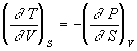 (∂T/∂V)_S = −(∂P/∂S)_V